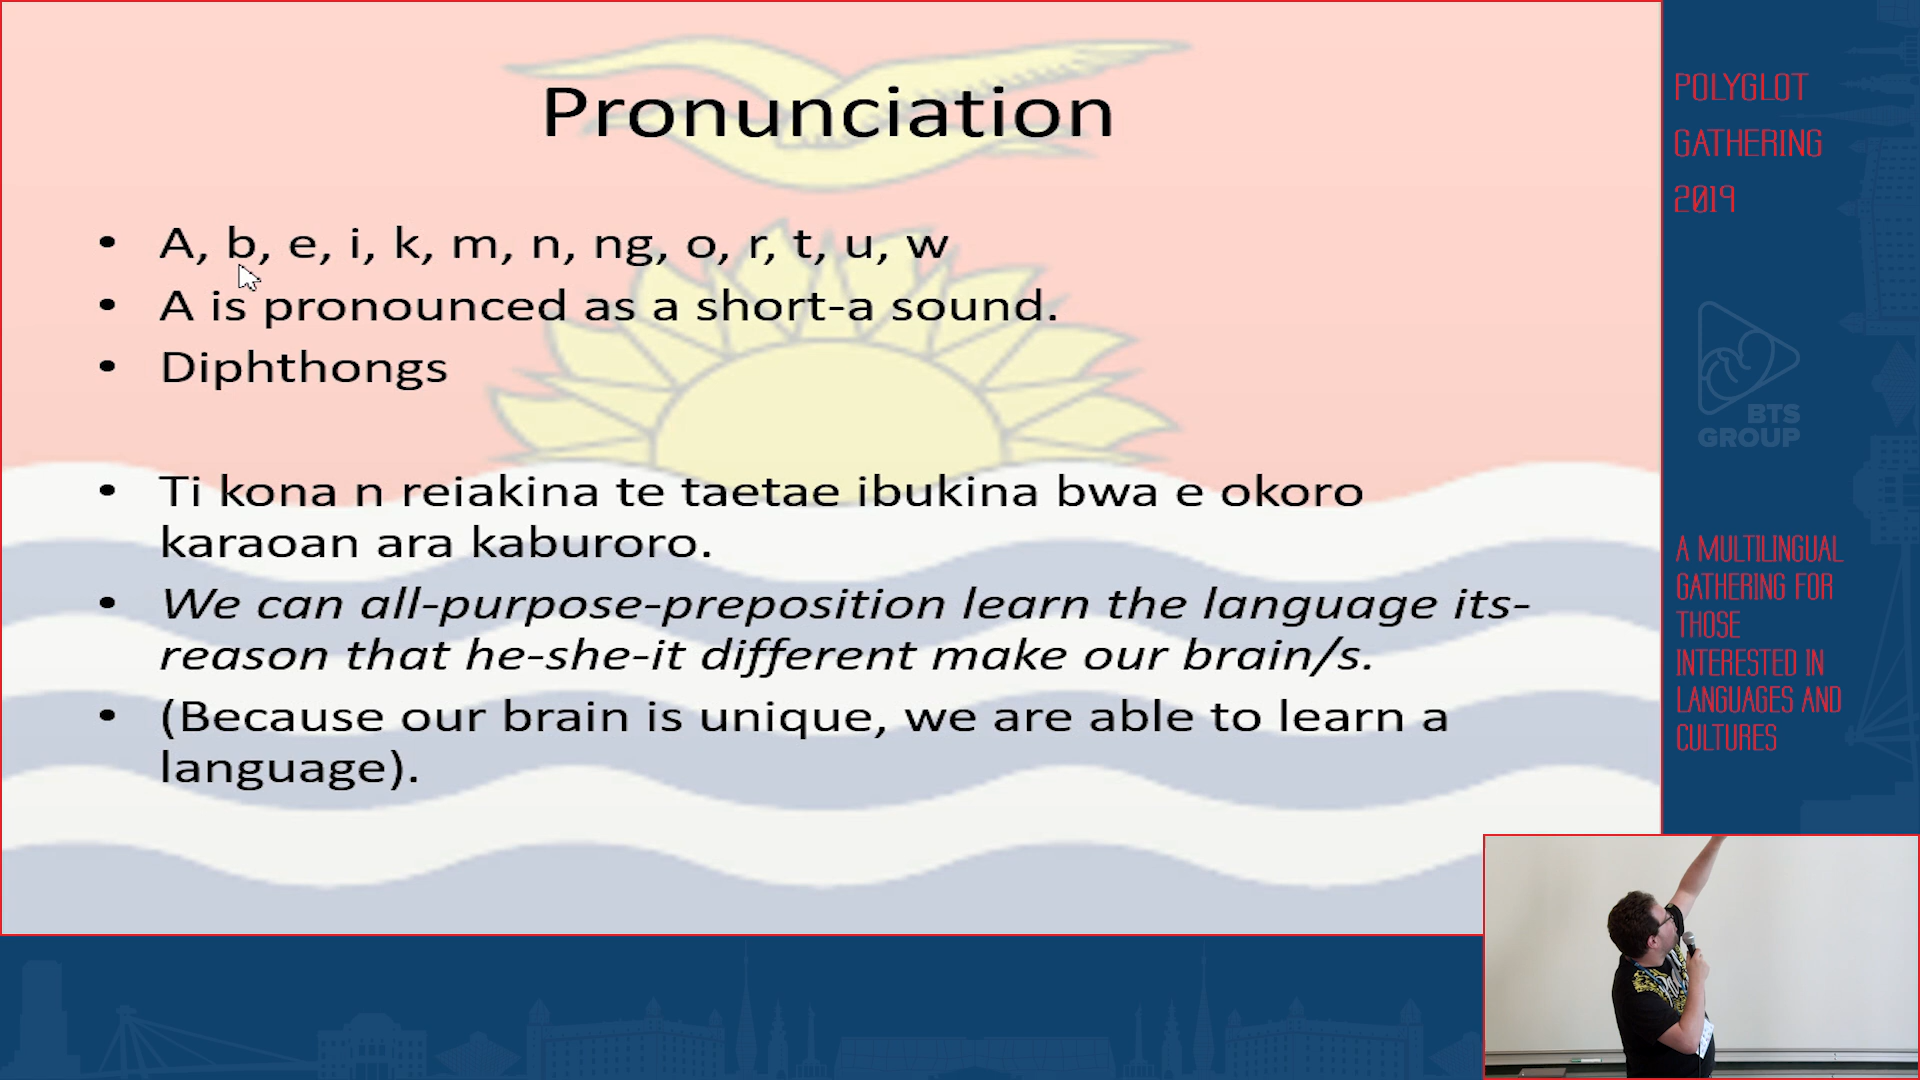 Pronunciation
• A, b, e, i, k, m, n, ng, o, r, t, u, w
• A is pronounced as a short-a sound.
• Diphthongs
• Ti kona n reiakina te taetae ibukina bwa e okoro
karaoan ara kaburoro.
• We can all-purpose-preposition learn the language its-
reason that he-she-it different make our brain/s.
• (Because our brain is unique, we are able to learn a
language).
POLYGLOT
GATHERING
2019
BTS
GROUP
A MULTILINGUAL
GATHERING FOR
THOSE
INTERESTED IN
LANGUAGES AND
CULTURES